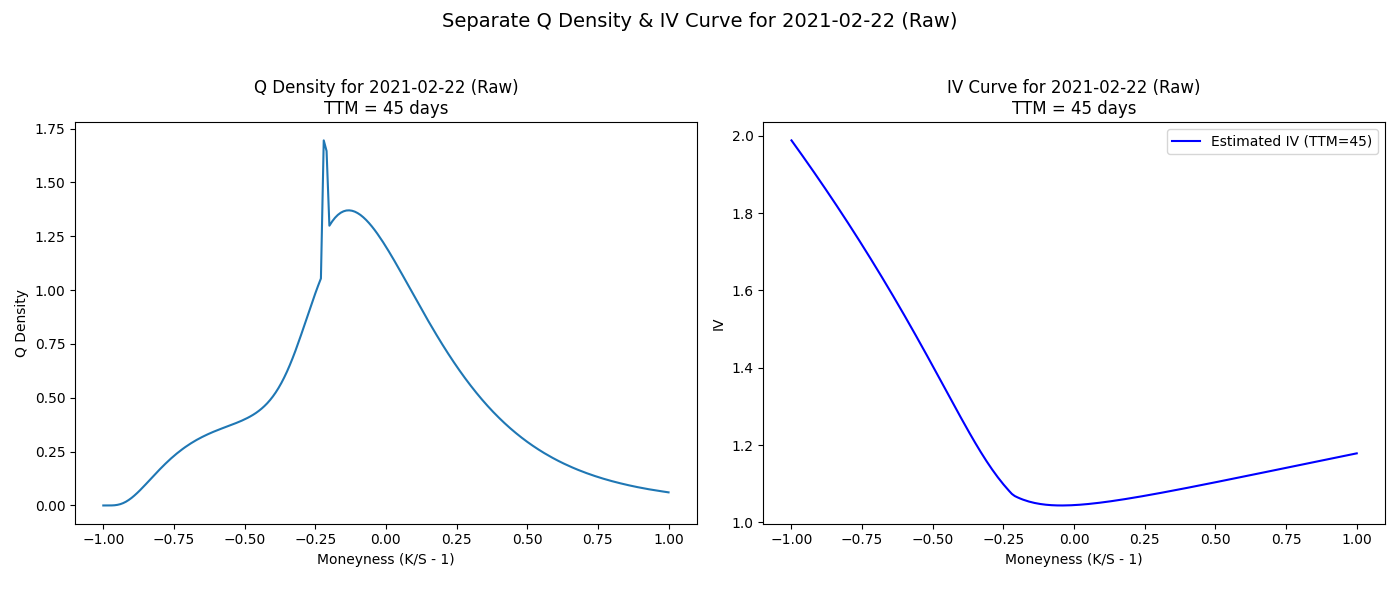 Separate Q Density & IV Curve for 2021-02-22 (Raw)
Q Density for 2021-02-22 (Raw)
TTM = 45 days
Q Density
1.75
1.50
1.25
1.00
0.75
0.50
0.25
0.00
−1.00 −0.75 −0.50 −0.25 0.00 0.25 0.50 0.75 1.00
Moneyness (K/S - 1)
IV Curve for 2021-02-22 (Raw)
TTM = 45 days
Estimated IV (TTM=45)
IV
2.0
1.8
1.6
1.4
1.2
1.0
−1.00 −0.75 −0.50 −0.25 0.00 0.25 0.50 0.75 1.00
Moneyness (K/S - 1)